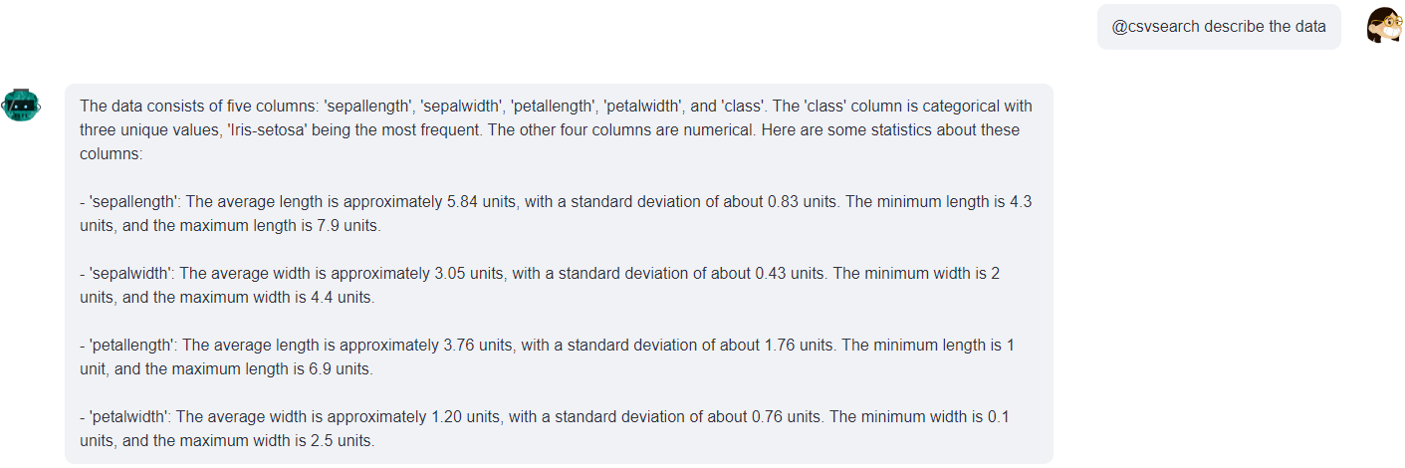 @csvsearch describe the data
The data consists of five columns: 'sepallength', 'sepalwidth', 'petallength', 'petalwidth', and 'class'. The 'class' column is categorical with
three unique values, 'Iris-setosa' being the most frequent. The other four columns are numerical. Here are some statistics about these
columns:
- 'sepallength': The average length is approximately 5.84 units, with a standard deviation of about 0.83 units. The minimum length is 4.3
units, and the maximum length is 7.9 units.
- 'sepalwidth': The average width is approximately 3.05 units, with a standard deviation of about 0.43 units. The minimum width is 2
units, and the maximum width is 4.4 units.
- 'petallength': The average length is approximately 3.76 units, with a standard deviation of about 1.76 units. The minimum length is 1
unit, and the maximum length is 6.9 units.
- 'petalwidth': The average width is approximately 1.20 units, with a standard deviation of about 0.76 units. The minimum width is 0.1
units, and the maximum width is 2.5 units.